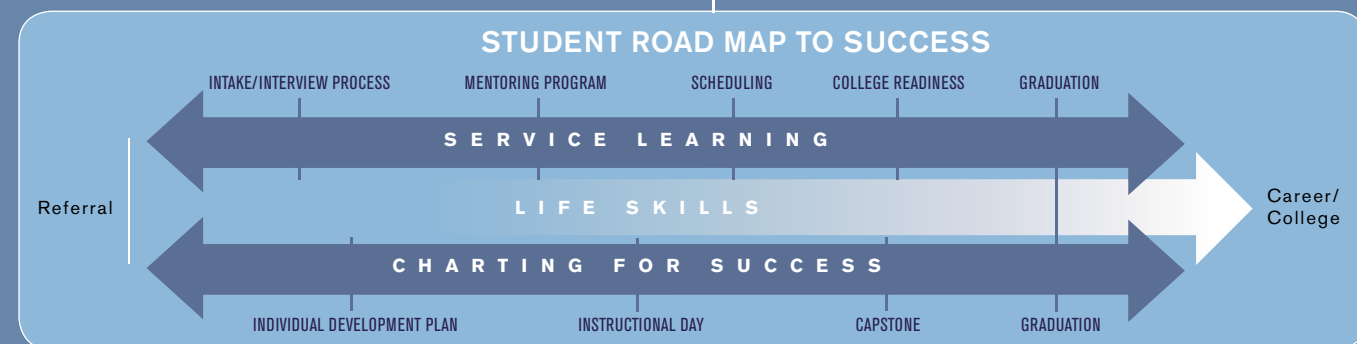 STUDENT ROAD MAP TO SUCCESS
INTAKE/INTERVIEW PROCESS
MENTORING PROGRAM
SCHEDULING
COLLEGE READINESS
GRADUATION
SERVICE LEARNING
Referral
LIFE SKILLS
Career/
College
CHARTING FOR SUCCESS
INDIVIDUAL DEVELOPMENT PLAN
INSTRUCTIONAL DAY
CAPSTONE
GRADUATION